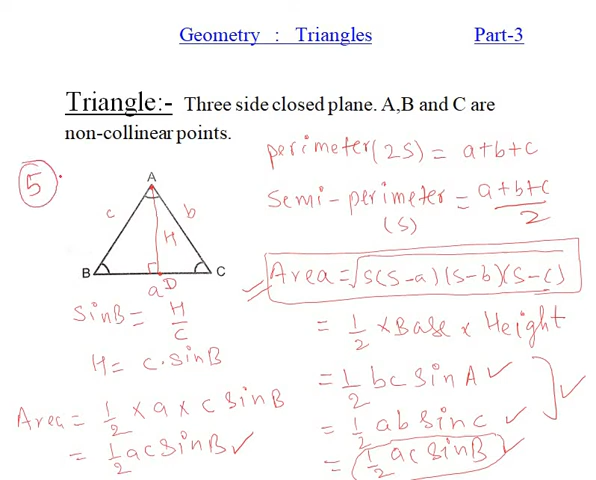 Geometry : Triangles Part-3
Triangle:- Three side closed plane. A,B and C are
non-collinear points.
perimeter(2S) = a+b+c
Semi-perimeter (S) = a+b+c/2
5
A
c
b
H
B
C
a
D
Area = √s(s-a)(s-b)(s-c)
SinB = H/C
= 1/2 × Base × Height
H = c.sinB
= 1/2 bc sinA ✓
Area = 1/2 × a × c sinB
= 1/2 ab sinc ✓
= 1/2 ac sinB ✓
= 1/2 ac sinB ✓